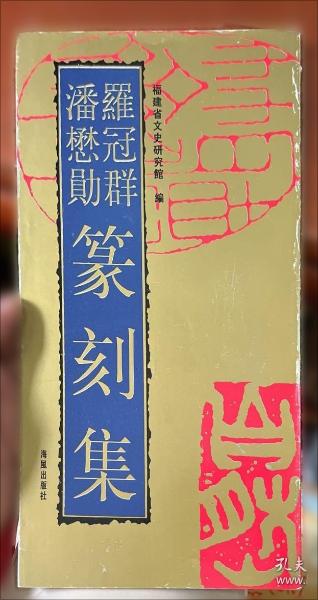 羅冠群
潘懋勛
篆刻集
福建省文史研究館 編
海風出版社
孔夫